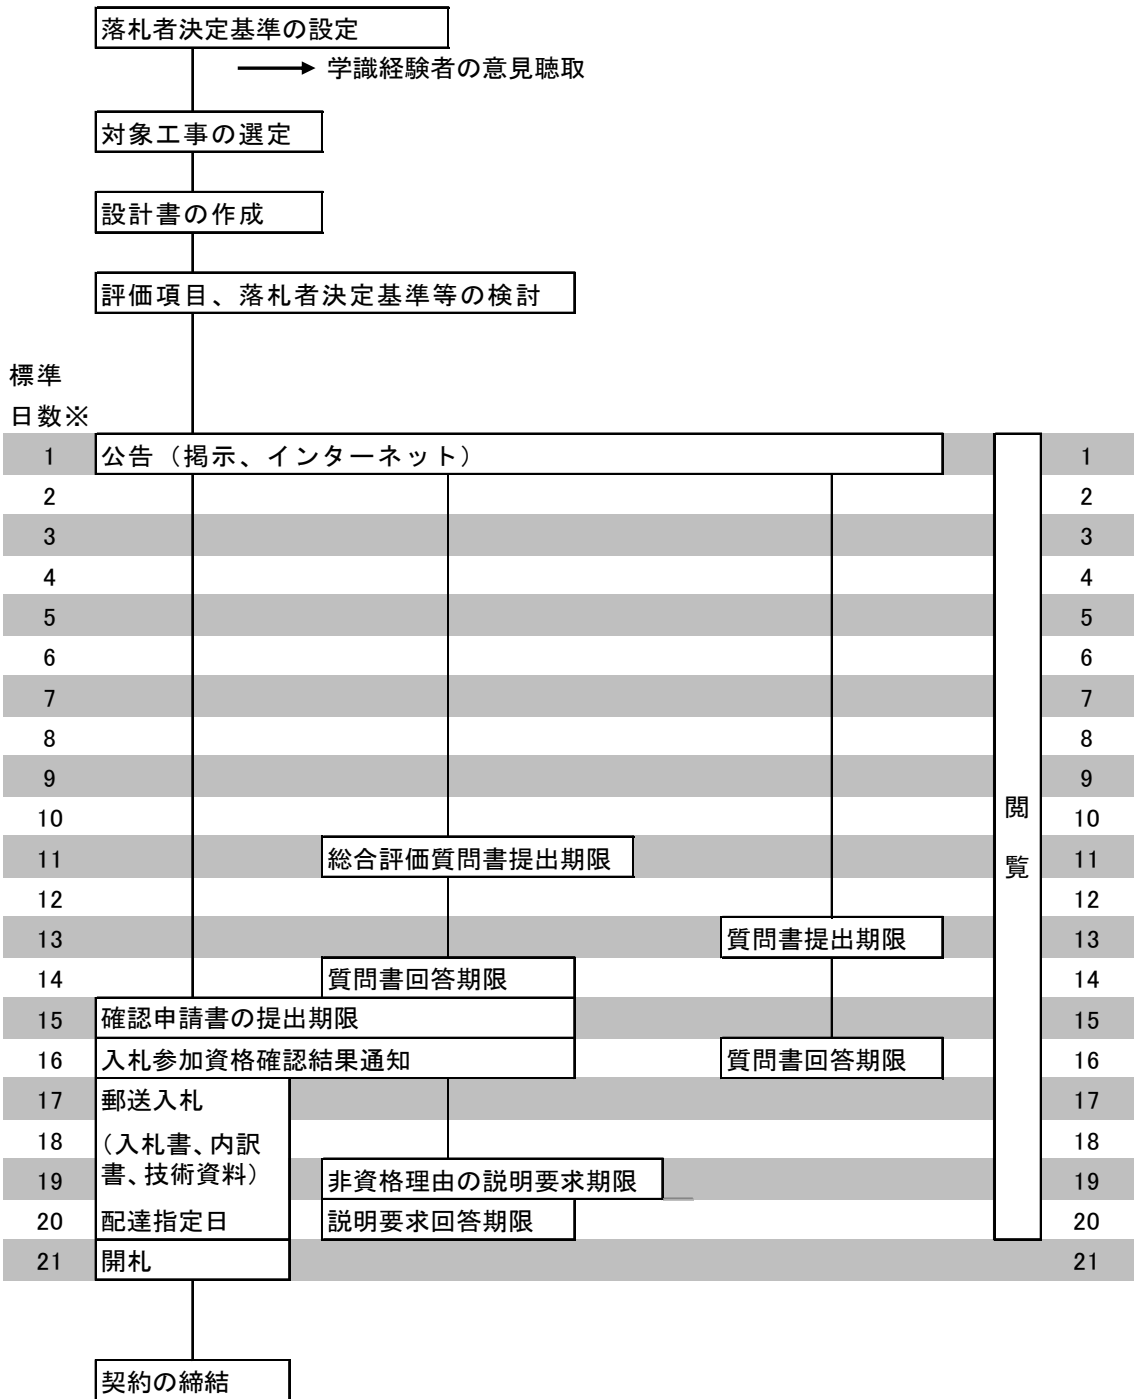 落札者決定基準の設定
学識経験者の意見聴取
対象工事の選定
設計書の作成
評価項目、落札者決定基準等の検討
標準
日数※
1 公告（掲示、インターネット） 1
2 2
3 3
4 4
5 5
6 6
7 7
8 8
9 9
10 10
閲
11 総合評価質問書提出期限 11
覧
12 12
13 質問書提出期限 13
14 質問書回答期限 14
15 確認申請書の提出期限 15
16 入札参加資格確認結果通知 質問書回答期限 16
17 郵送入札 17
18 （入札書、内訳 18
書、技術資料）
19 非資格理由の説明要求期限 19
20 配達指定日 説明要求回答期限 20
21 開札 21
契約の締結